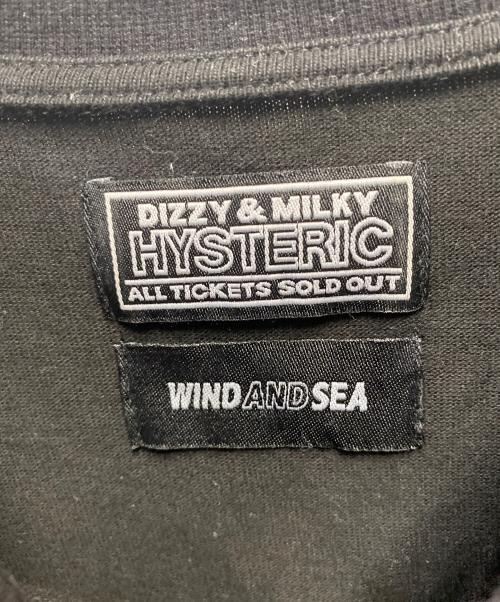 DIZZY & MILKY
HYSTERIC
ALL TICKETS SOLD OUT
WIND AND SEA